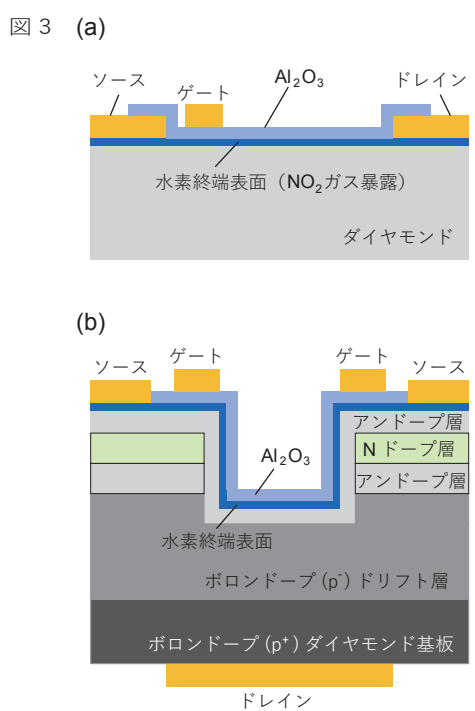 図 3 (a)
ソース
ゲート
Al₂O₃
ドレイン
水素終端表面（NO₂ガス暴露）
ダイヤモンド
(b)
ソース
ゲート
ゲート
ソース
アンドープ層
N ドープ層
Al₂O₃
アンドープ層
水素終端表面
ボロンドープ (p⁻) ドリフト層
ボロンドープ (p⁺) ダイヤモンド基板
ドレイン